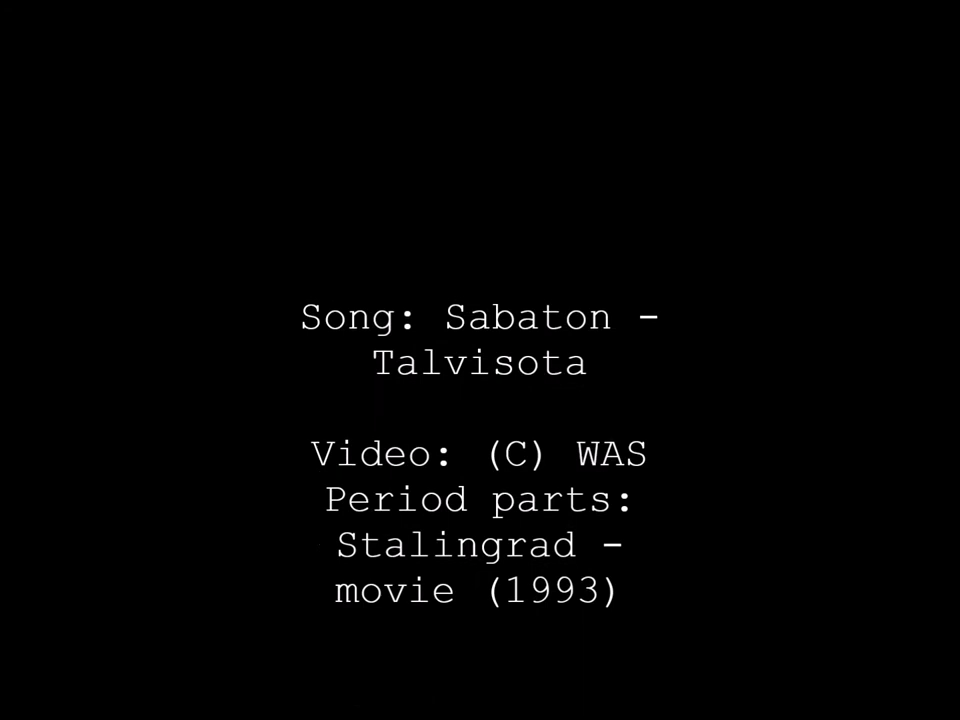 Song: Sabaton -
Talvisota
Video: (C) WAS
Period parts:
Stalingrad -
movie (1993)